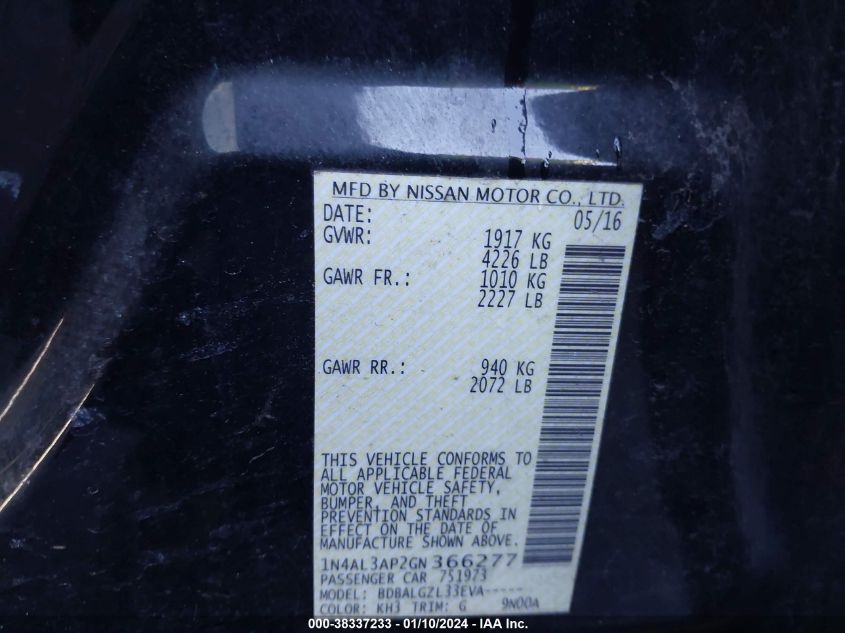 MFD BY NISSAN MOTOR CO., LTD.
DATE: 05/16
GVWR: 1917 KG
4226 LB
GAWR FR.: 1010 KG
2227 LB
GAWR RR.: 940 KG
2072 LB
THIS VEHICLE CONFORMS TO
ALL APPLICABLE FEDERAL
MOTOR VEHICLE SAFETY,
BUMPER, AND THEFT
PREVENTION STANDARDS IN
EFFECT ON THE DATE OF
MANUFACTURE SHOWN ABOVE.
1N4AL3AP2GN366277
PASSENGER CAR 751973
MODEL: BDBALGZL33EVA-----
COLOR: KH3 TRIM: G 9N00A
000-38337233 - 01/10/2024 - IAA Inc.